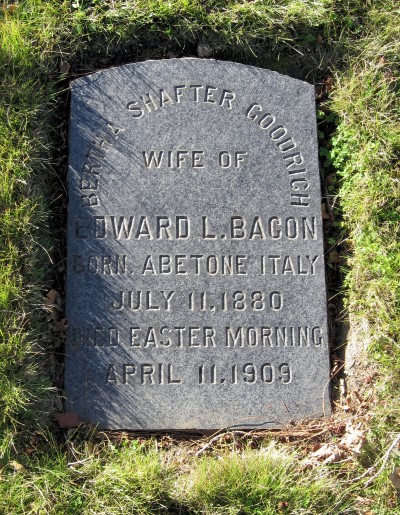 BERTHA SHAFTER GOODRICH
WIFE OF
EDWARD L. BACON
BORN. ABETONE ITALY
JULY 11, 1880
DIED EASTER MORNING
APRIL 11. 1909